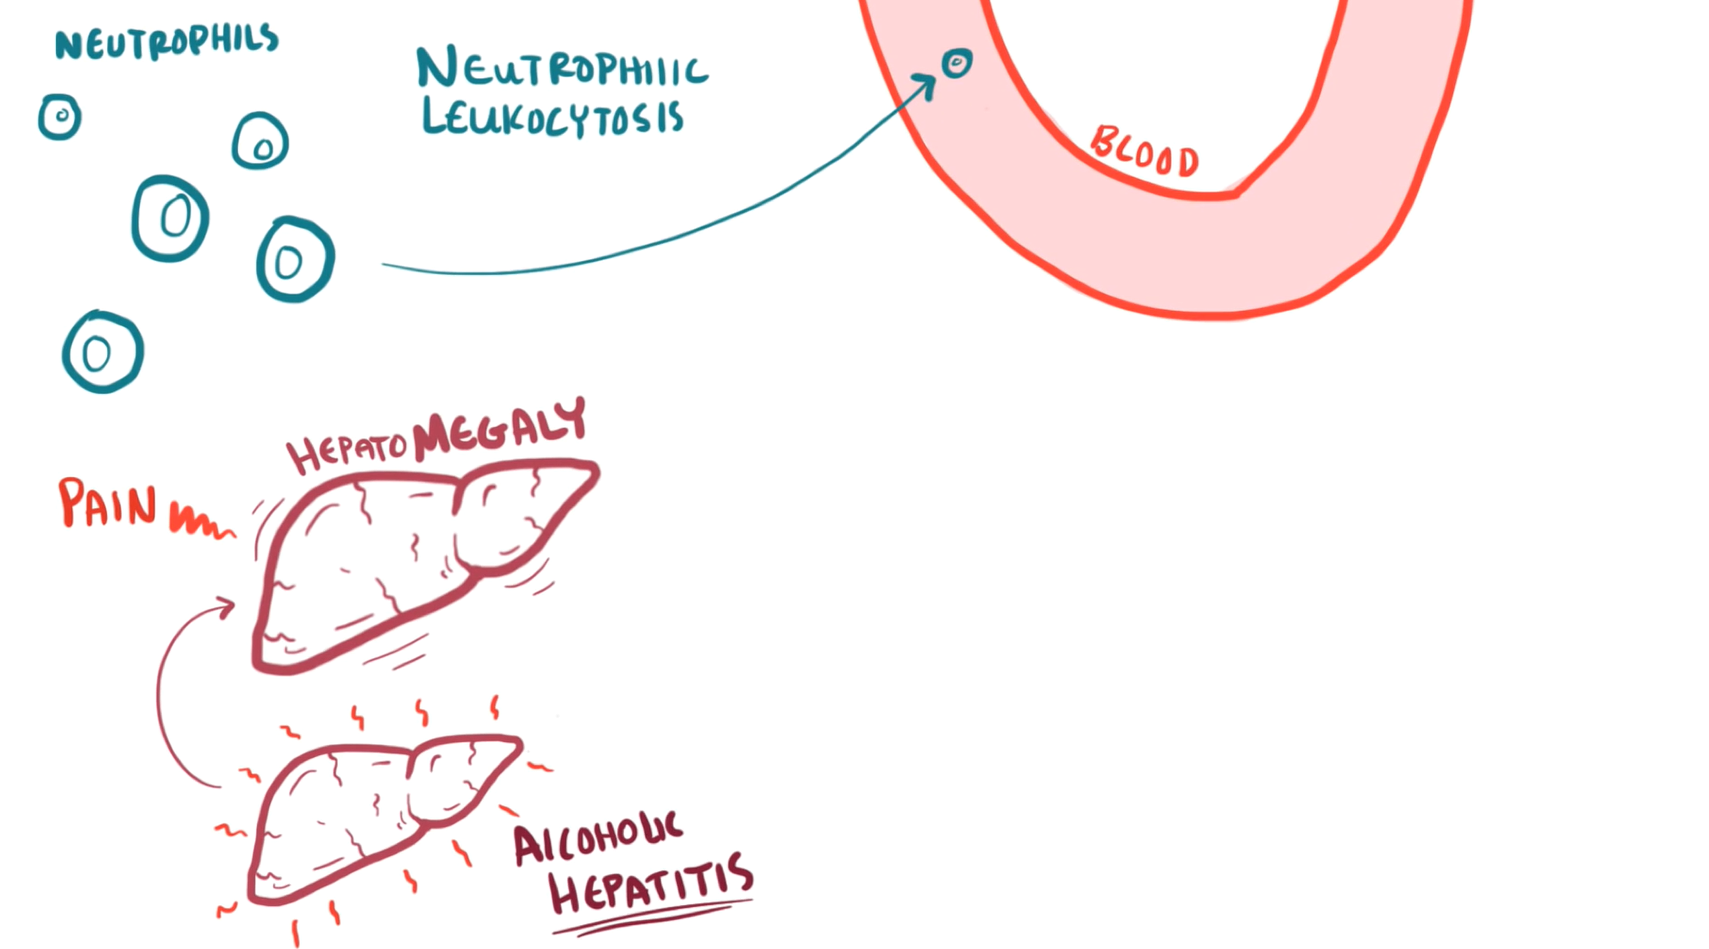 NEUTROPHILS
NEUTROPHILIC
LEUKOCYTOSIS
BLOOD
HEPATOMEGALY
PAIN
ALCOHOLIC
HEPATITIS